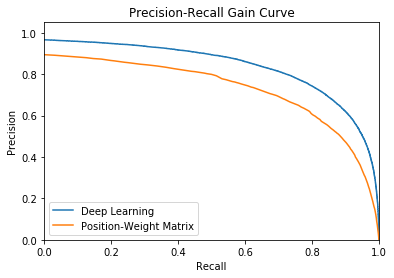 Precision-Recall Gain Curve
1.0
0.8
0.6
0.4
0.2
0.0
Precision
Deep Learning
Position-Weight Matrix
0.0 0.2 0.4 0.6 0.8 1.0
Recall